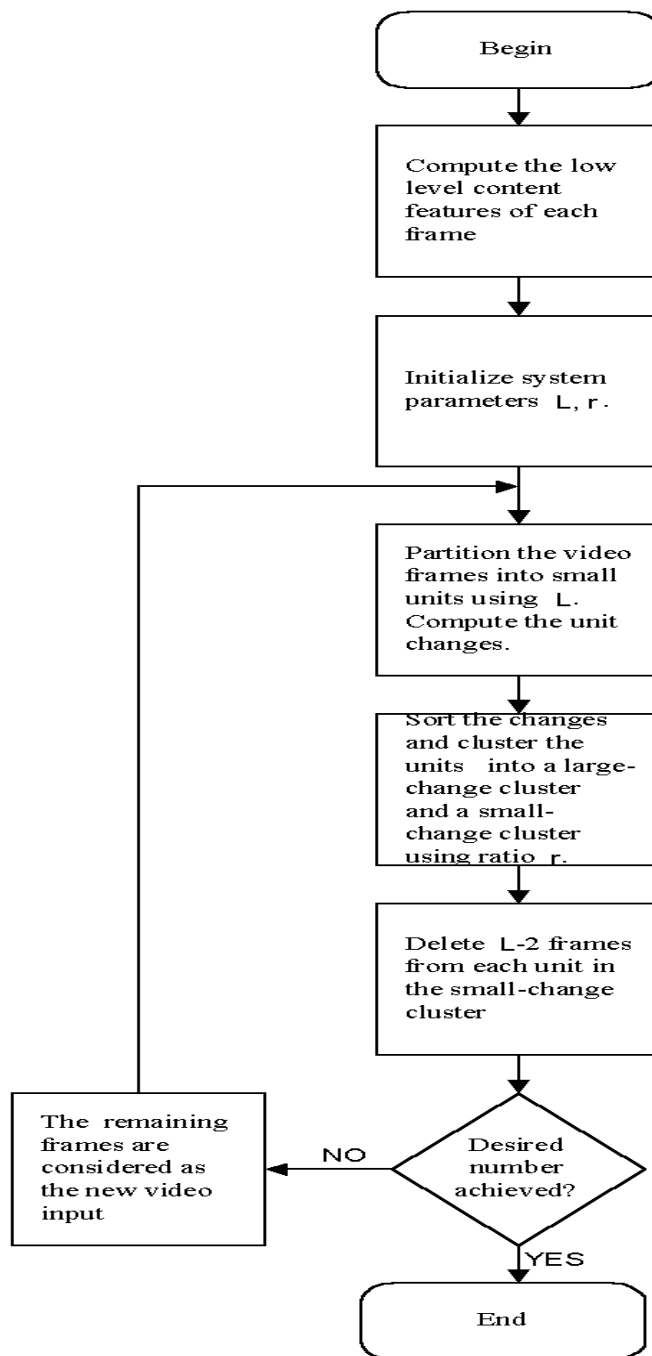 Begin
Compute the low
level content
features of each
frame
Initialize system
parameters L, r.
Partition the video
frames into small
units using L.
Compute the unit
changes.
Sort the changes
and cluster the
units into a large-
change cluster
and a small-
change cluster
using ratio r.
Delete L-2 frames
from each unit in
the small-change
cluster
Desired
number
achieved?
NO
The remaining
frames are
considered as
the new video
input
YES
End